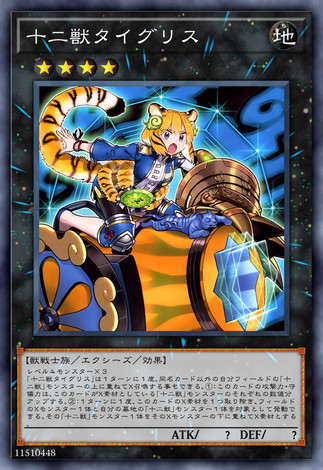 十二獣タイグリス
地
【獣戦士族/エクシーズ/効果】
レベル4モンスター×3
「十二獣タイグリス」は1ターンに1度、同名カード以外の自分フィールドの「十
二獣」モンスターの上に重ねてX召喚する事もできる。①:このカードの攻撃力・守
備力は、このカードがX素材としている「十二獣」モンスターのそれぞれの数値分
アップする。②:1ターンに1度、このカードのX素材を1つ取り除き、フィールド
のXモンスター1体と自分の墓地の「十二獣」モンスター1体を対象として発動でき
る。その「十二獣」モンスター1体をそのXモンスターの下に重ねてX素材とする
ATK/ ? DEF/ ?
11510448